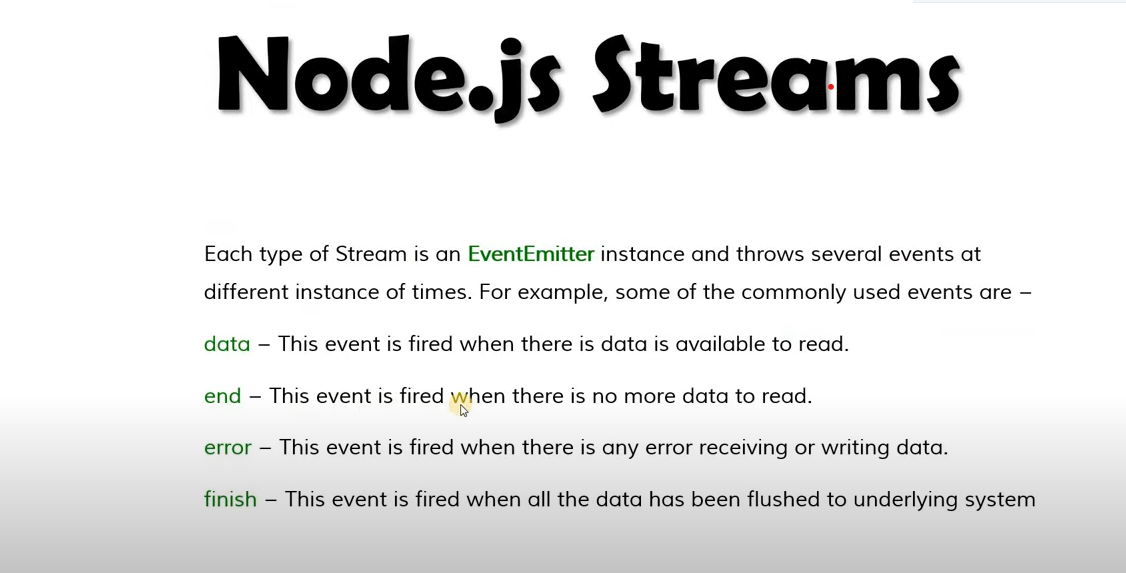 Node.js Streams
Each type of Stream is an EventEmitter instance and throws several events at
different instance of times. For example, some of the commonly used events are –
data – This event is fired when there is data is available to read.
end – This event is fired when there is no more data to read.
error – This event is fired when there is any error receiving or writing data.
finish – This event is fired when all the data has been flushed to underlying system